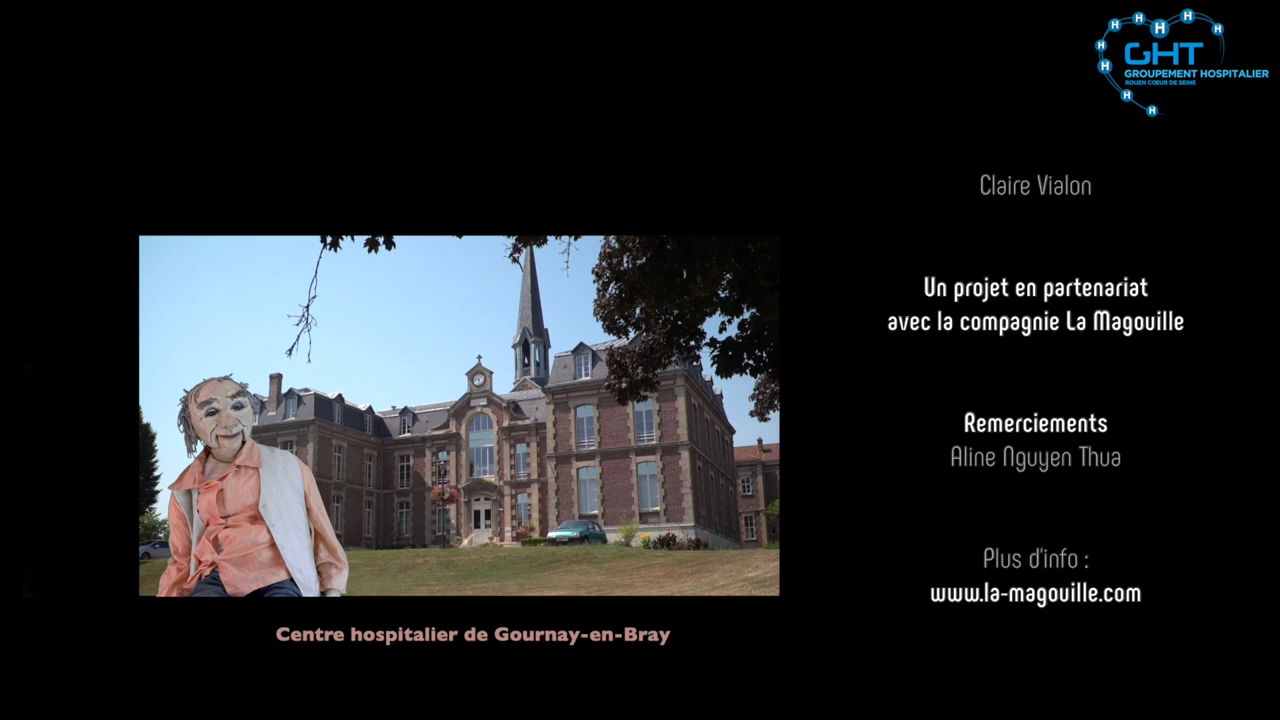 GHT
GROUPEMENT HOSPITALIER
ROUEN CŒUR DE SEINE
Claire Vialon
Un projet en partenariat
avec la compagnie La Magouille
Remerciements
Aline Nguyen Thua
Plus d'info :
www.la-magouille.com
Centre hospitalier de Gournay-en-Bray